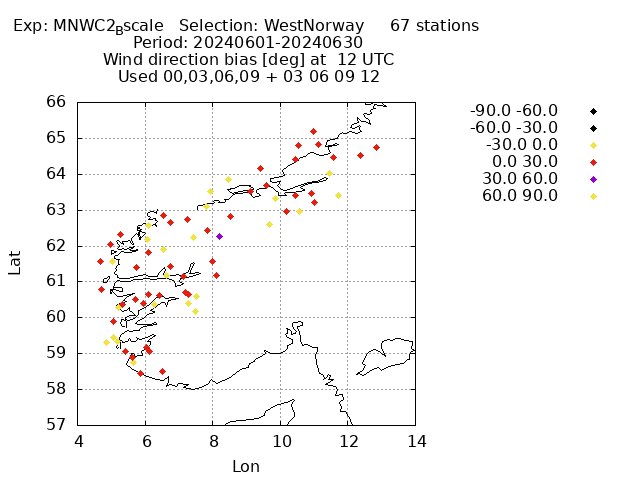 Exp: MNWC2Bscale   Selection: WestNorway     67 stations
Period: 20240601-20240630
Wind direction bias [deg] at  12 UTC
Used 00,03,06,09 + 03 06 09 12
-90.0 -60.0
-60.0 -30.0
-30.0 0.0
0.0 30.0
30.0 60.0
60.0 90.0
66
65
64
63
62
61
60
59
58
57
Lat
4 6 8 10 12 14
Lon